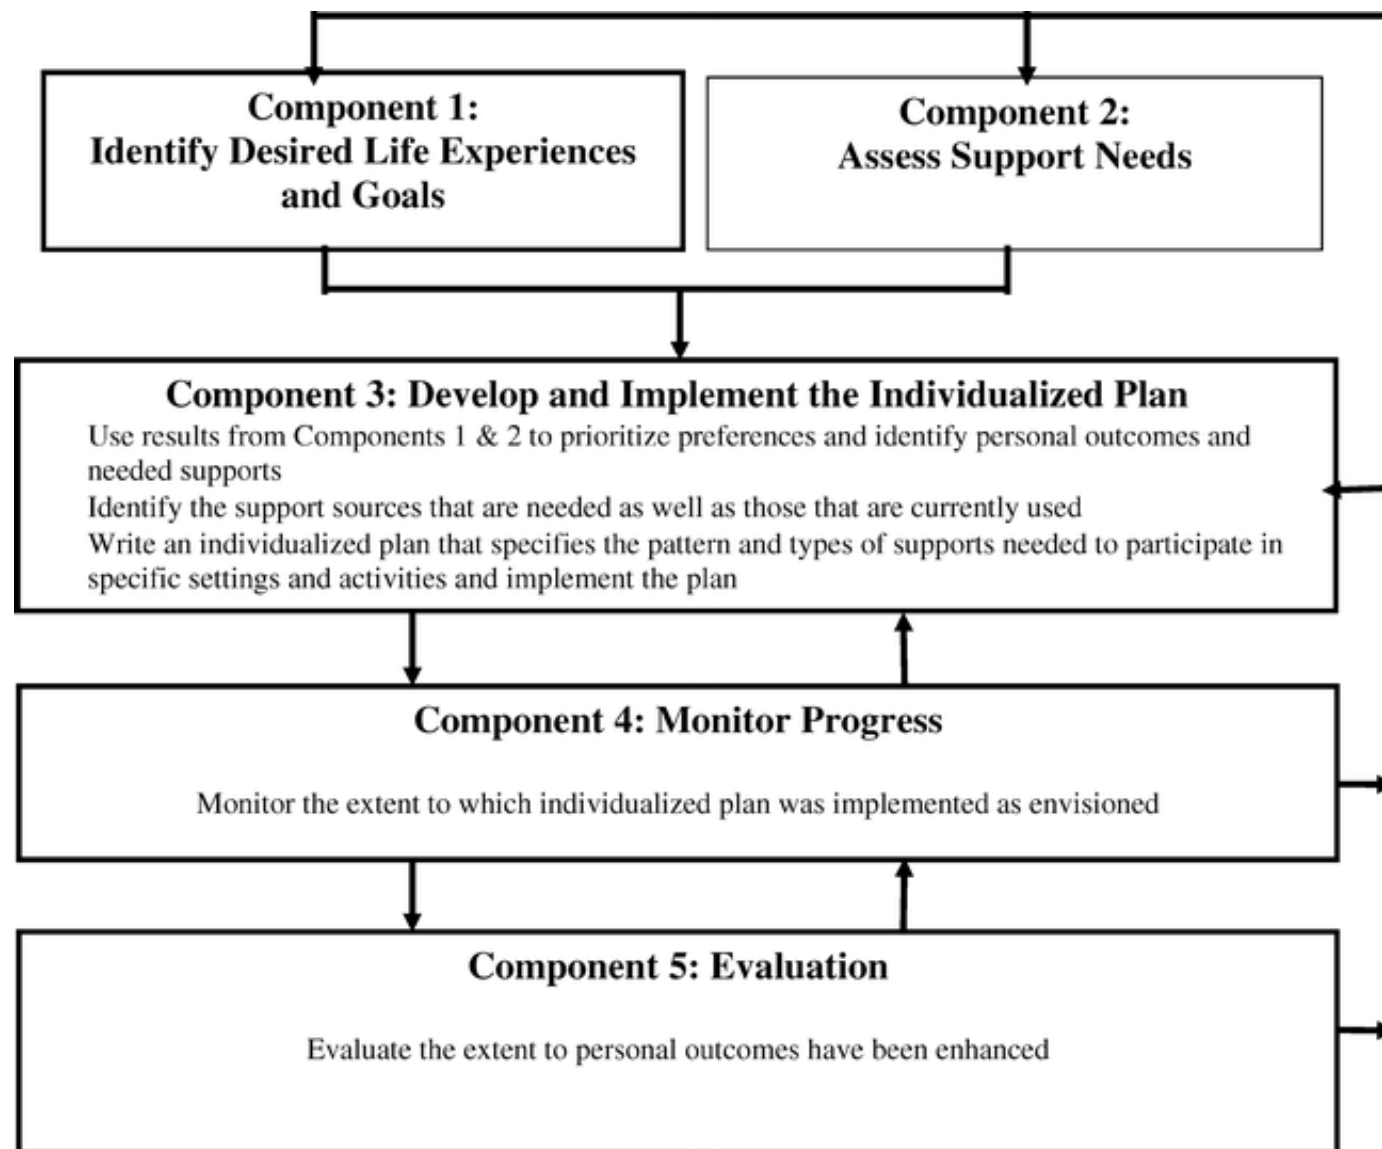 Component 1:
Identify Desired Life Experiences
and Goals
Component 2:
Assess Support Needs
Component 3: Develop and Implement the Individualized Plan
Use results from Components 1 & 2 to prioritize preferences and identify personal outcomes and
needed supports
Identify the support sources that are needed as well as those that are currently used
Write an individualized plan that specifies the pattern and types of supports needed to participate in
specific settings and activities and implement the plan
Component 4: Monitor Progress
Monitor the extent to which individualized plan was implemented as envisioned
Component 5: Evaluation
Evaluate the extent to personal outcomes have been enhanced